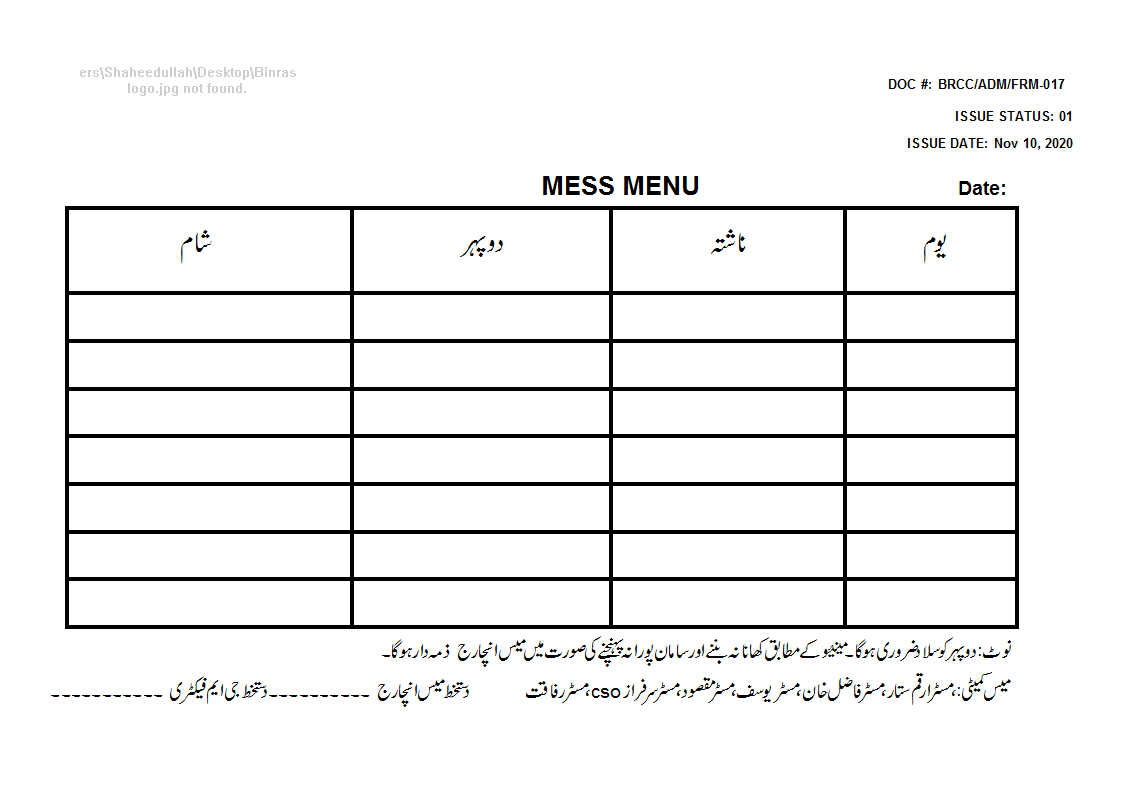 ers\Shaheedullah\Desktop\Binras
logo.jpg not found.
DOC #: BRCC/ADM/FRM-017
ISSUE STATUS: 01
ISSUE DATE: Nov 10, 2020
MESS MENU
Date:
یوم ناشتہ دوپہر شام
نوٹ: دوپہر کو سلاد ضروری ہوگا۔ مینیو کے مطابق کھانا نہ بننے اور سامان پورا نہ پہنچنے کی صورت میں میس انچارج ذمہ دار ہوگا۔
میس کمیٹی:، مسٹر ارقم ستار، مسٹر فاضل خان، مسٹر یوسف، مسٹر مقصود، مسٹر سرفراز cso، مسٹر رفاقت دستخط میس انچارج ---------- دستخط جی ایم فیکٹری -----------